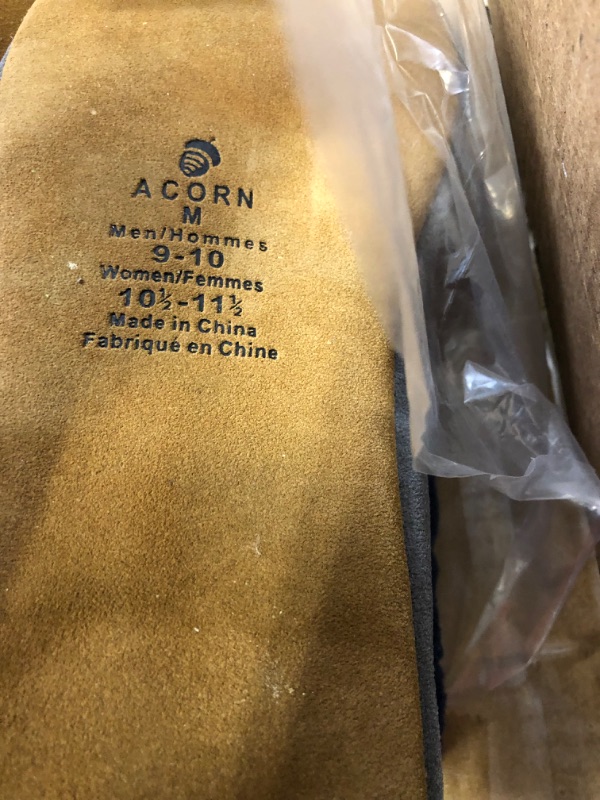 ACORN
M
Men/Hommes
9-10
Women/Femmes
10½-11½
Made in China
Fabriqué en Chine